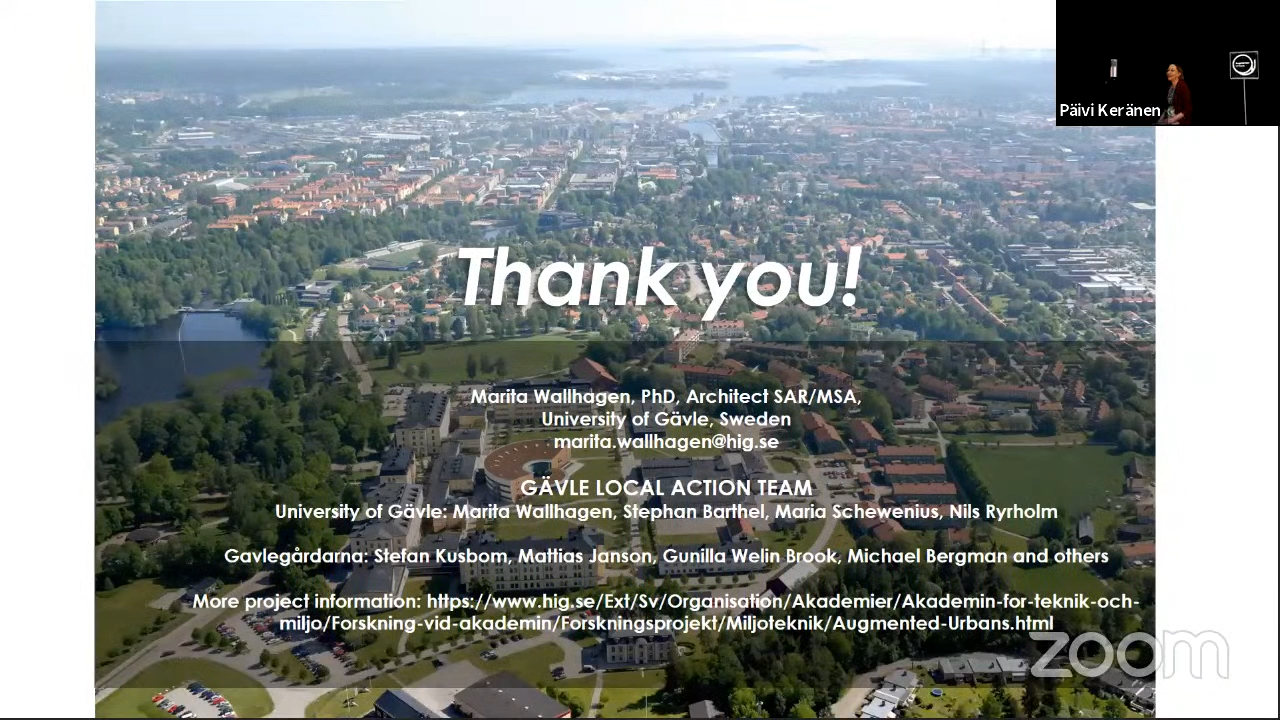 Päivi Keränen
Thank you!
Marita Wallhagen, PhD, Architect SAR/MSA,
University of Gävle, Sweden
marita.wallhagen@hig.se
GÄVLE LOCAL ACTION TEAM
University of Gävle: Marita Wallhagen, Stephan Barthel, Maria Schewenius, Nils Ryrholm
Gavlegårdarna: Stefan Kusbom, Mattias Janson, Gunilla Welin Brook, Michael Bergman and others
More project information: https://www.hig.se/Ext/Sv/Organisation/Akademier/Akademin-for-teknik-och-
miljo/Forskning-vid-akademin/Forskningsprojekt/Miljoteknik/Augmented-Urbans.html
zoom